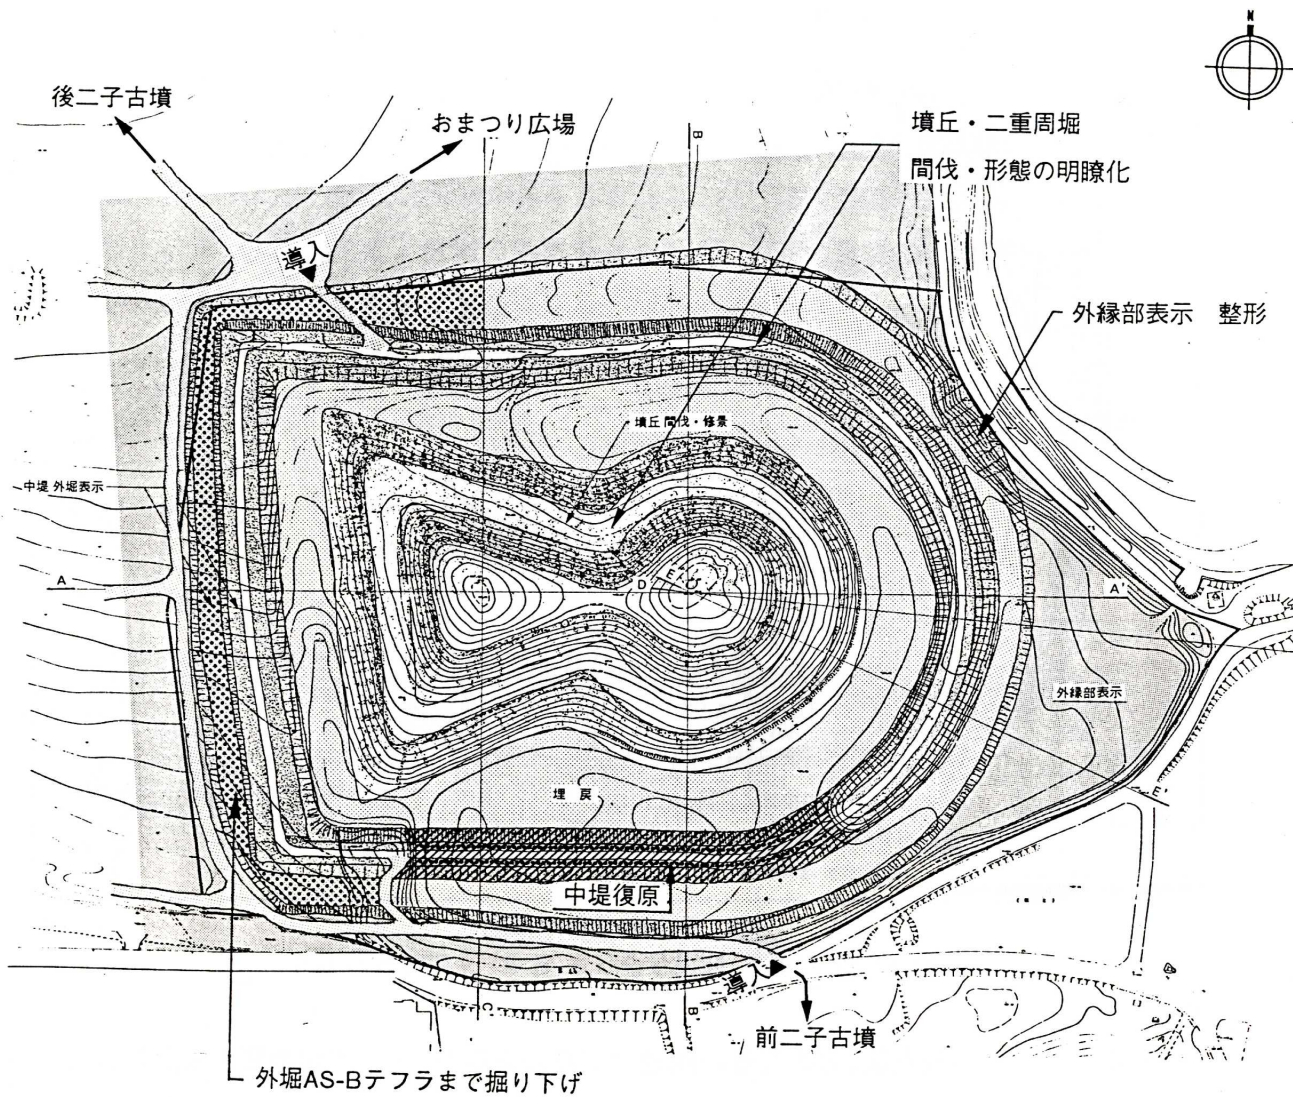 N
後二子古墳
おまつり広場
B
墳丘・二重周堀
間伐・形態の明瞭化
導入
外縁部表示 整形
墳丘間伐・修景
中堤 外堀表示
A
D
A'
外縁部表示
埋戻
E'
中堤復原
導入
C'
B'
前二子古墳
外堀AS-Bテフラまで掘り下げ